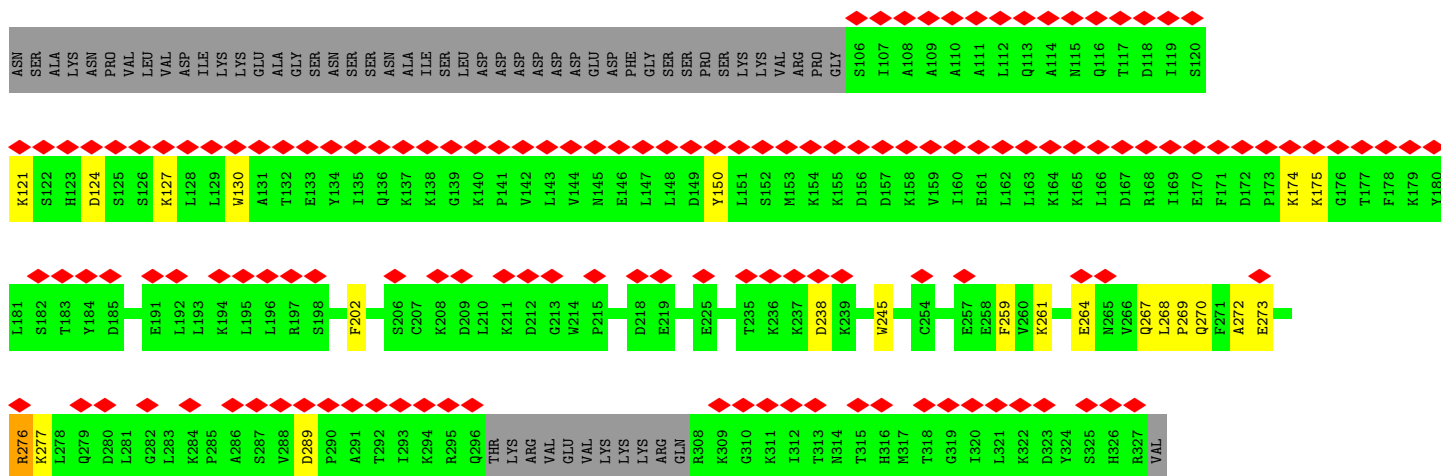 ASN SER ALA LYS ASN PRO VAL LEU VAL ASP ILE LYS LYS GLU ALA GLY SER ASN SER SER ASN ALA ILE SER LEU ASP ASP ASP ASP ASP ASP GLU ASP PHE GLY SER SER PRO SER LYS LYS VAL ARG PRO GLY S106 I107 A108 A109 A110 A111 L112 Q113 A114 N115 Q116 T117 D118 I119 S120
K121 S122 H123 D124 S125 S126 K127 L128 L129 W130 A131 T132 E133 Y134 I135 Q136 K137 K138 G139 K140 P141 V142 L143 V144 N145 E146 L147 L148 D149 Y150 L151 S152 M153 K154 K155 D156 D157 K158 V159 I160 E161 L162 L163 K164 K165 L166 D167 R168 I169 E170 F171 D172 P173 K174 K175 G176 T177 F178 K179 Y180
L181 S182 T183 Y184 D185 E191 L192 L193 K194 L195 L196 R197 S198 F202 S206 C207 K208 D209 L210 K211 D212 G213 W214 P215 D218 E219 E225 T235 K236 K237 D238 K239 W245 C254 E257 E258 F259 V260 K261 E264 N265 V266 Q267 L268 P269 Q270 F271 A272 E273
R276 K277 L278 Q279 D280 L281 G282 L283 K284 P285 A286 S287 V288 D289 P290 A291 T292 I293 K294 R295 Q296 THR LYS ARG VAL GLU VAL LYS LYS LYS ARG GLN R308 K309 G310 K311 I312 T313 N314 T315 H316 M317 T318 G319 I320 L321 K322 D323 Y324 S325 H326 R327 VAL